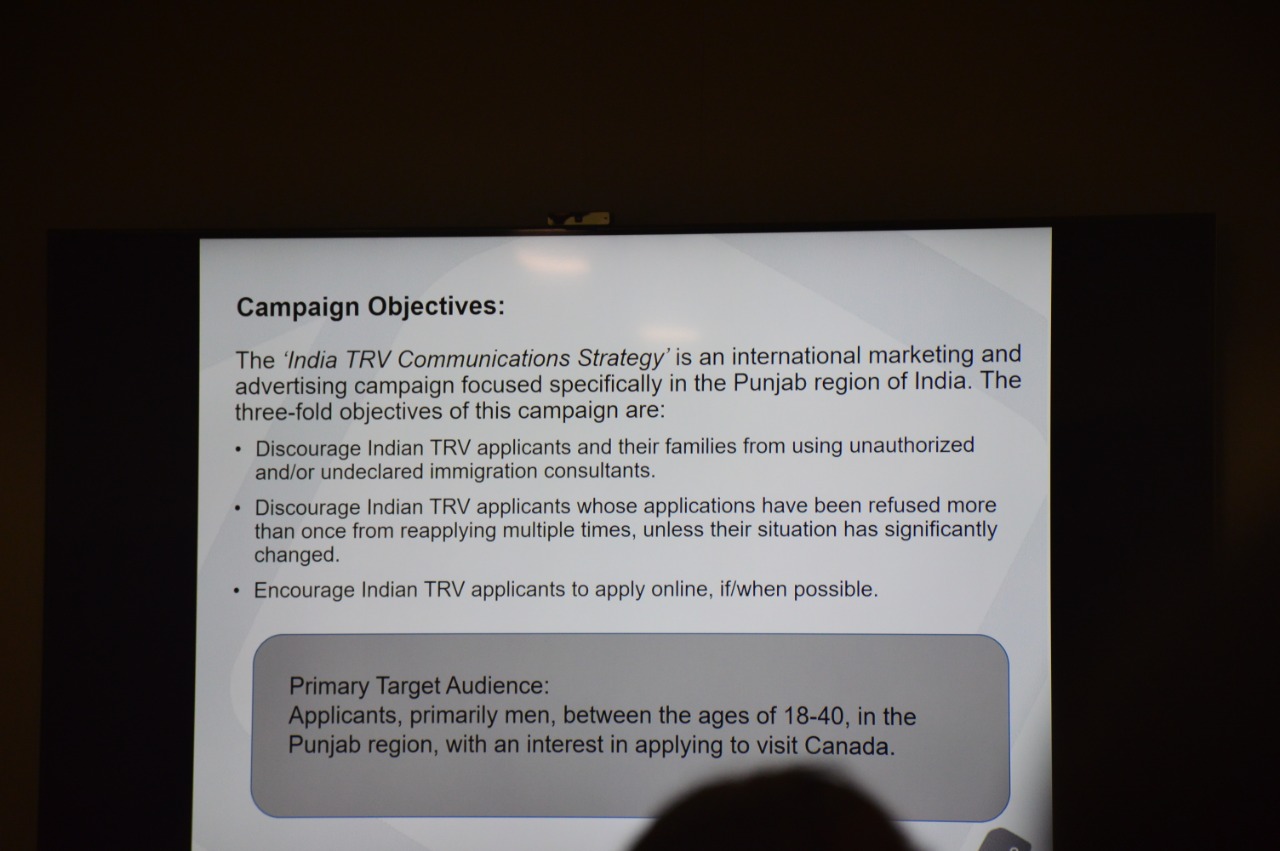 Campaign Objectives:
The ‘India TRV Communications Strategy’ is an international marketing and
advertising campaign focused specifically in the Punjab region of India. The
three-fold objectives of this campaign are:
• Discourage Indian TRV applicants and their families from using unauthorized
and/or undeclared immigration consultants.
• Discourage Indian TRV applicants whose applications have been refused more
than once from reapplying multiple times, unless their situation has significantly
changed.
• Encourage Indian TRV applicants to apply online, if/when possible.
Primary Target Audience:
Applicants, primarily men, between the ages of 18-40, in the
Punjab region, with an interest in applying to visit Canada.